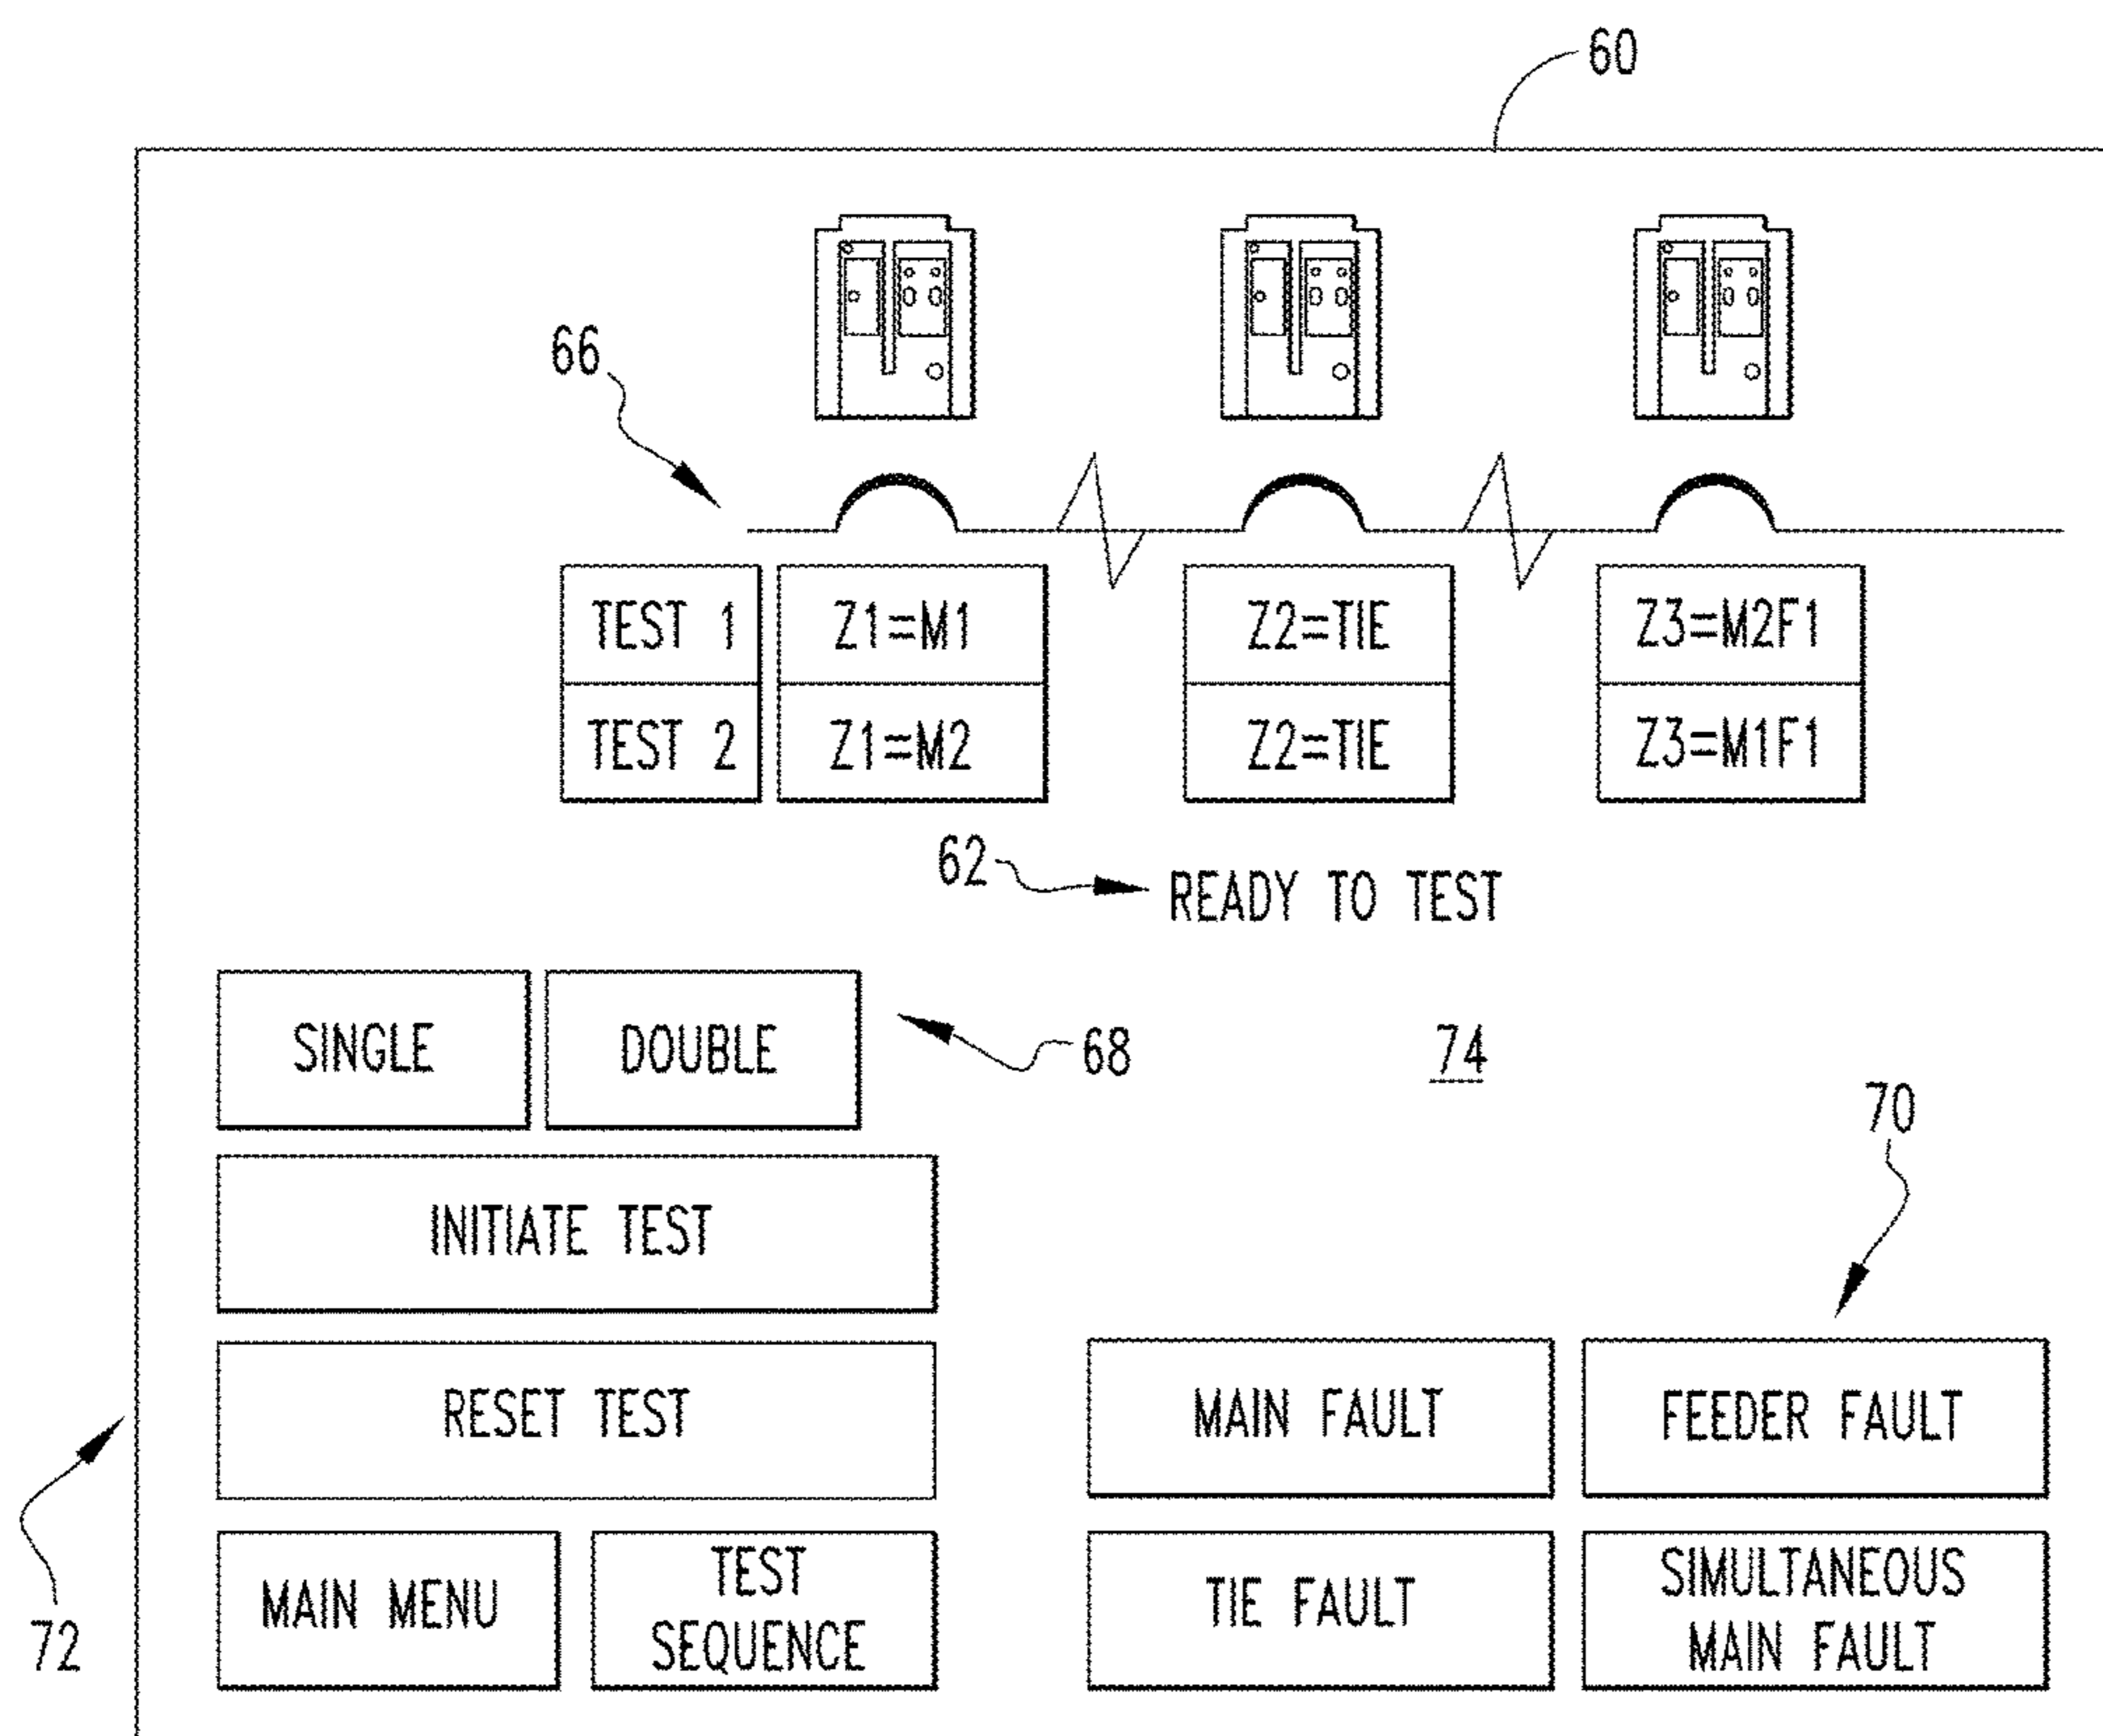 60
66
TEST 1 Z1=M1 Z2=TIE Z3=M2F1
TEST 2 Z1=M2 Z2=TIE Z3=M1F1
62 READY TO TEST
SINGLE DOUBLE 68 74
70
INITIATE TEST
RESET TEST MAIN FAULT FEEDER FAULT
MAIN MENU
TEST
SEQUENCE
TIE FAULT
SIMULTANEOUS
MAIN FAULT
72